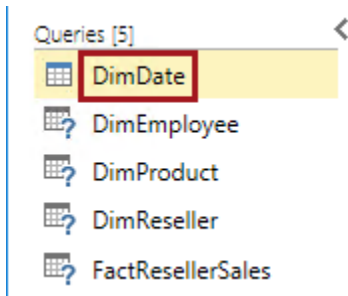 Queries [5]
DimDate
DimEmployee
DimProduct
DimReseller
FactResellerSales